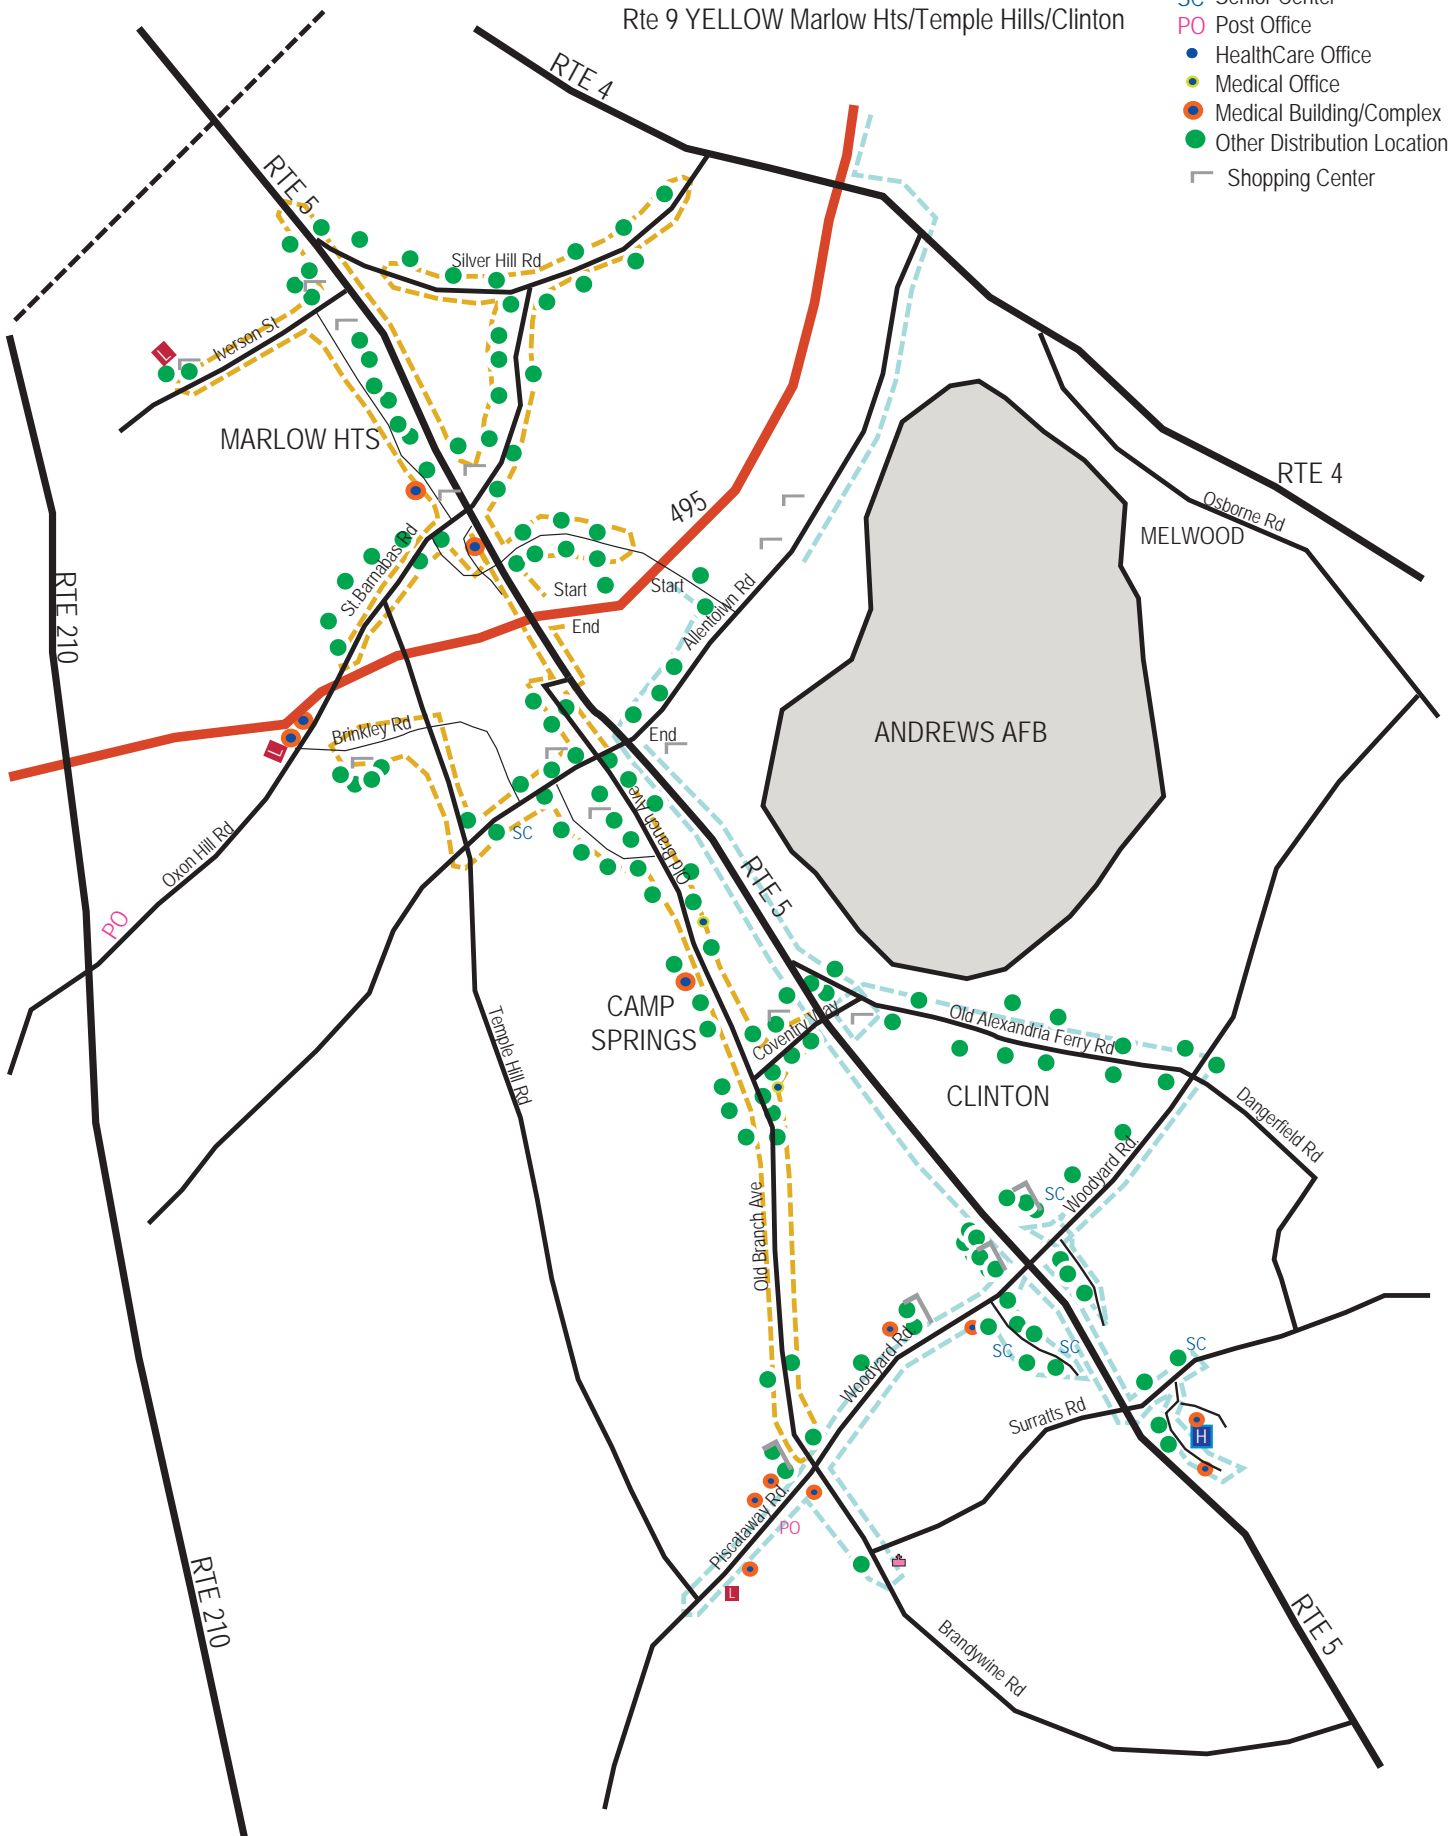 SC Senior Center
Rte 9 YELLOW Marlow Hts/Temple Hills/Clinton
PO Post Office
HealthCare Office
Medical Office
Medical Building/Complex
Other Distribution Location
Shopping Center
RTE 4
RTE 5
Silver Hill Rd
Iverson St
L
MARLOW HTS
RTE 4
Osborne Rd
MELWOOD
495
St.Barnabas Rd
Start
Start
RTE 210
Allentown Rd
End
Brinkley Rd
L
End
ANDREWS AFB
SC
Old Branch Ave
Oxon Hill Rd
RTE 5
PO
CAMP
SPRINGS
Coventry Way
Old Alexandria Ferry Rd
Temple Hill Rd
CLINTON
Dangerfield Rd
Woodyard Rd.
SC
Old Branch Ave
SC
SC
SC
Woodyard Rd.
Surratts Rd
H
Piscataway Rd.
PO
L
RTE 210
Brandywine Rd
RTE 5